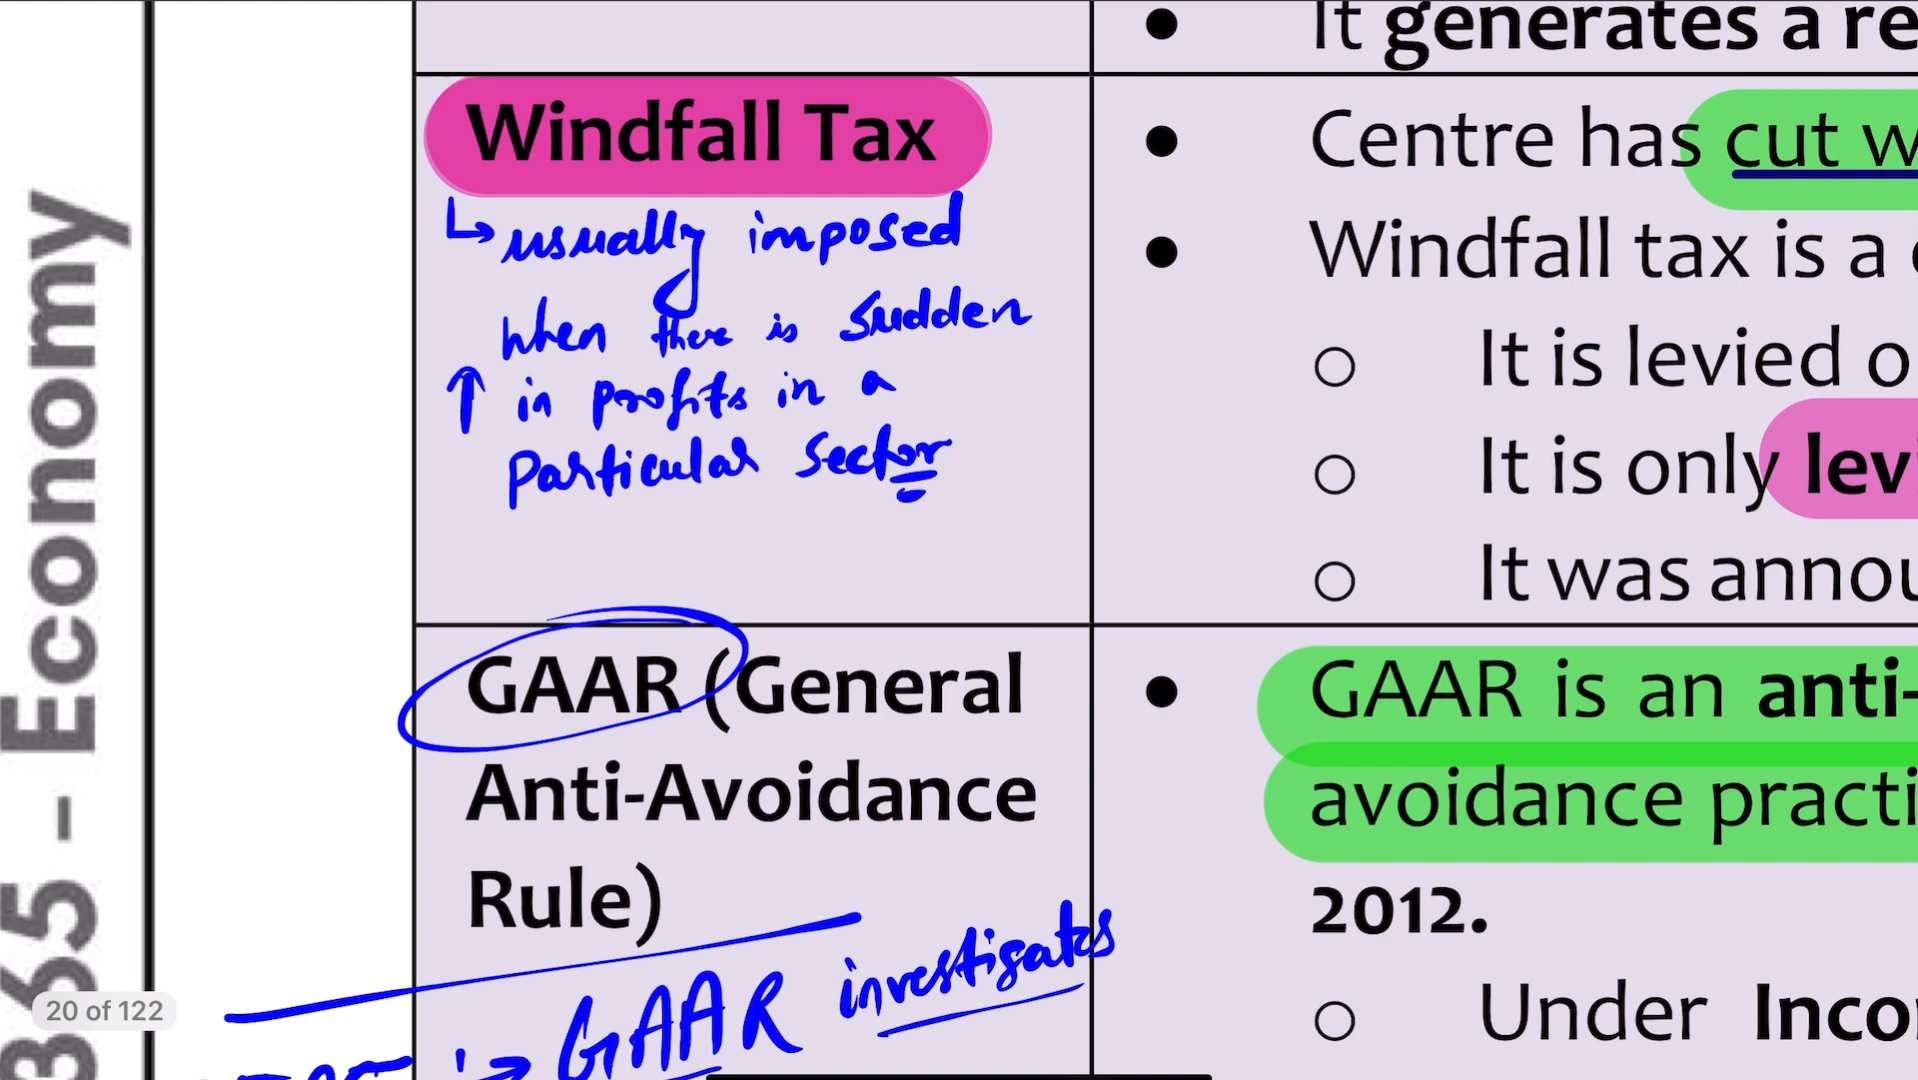 365 - Economy
It generates a re
Windfall Tax
↳ usually imposed
when there is sudden
↑ in profits in a
particular sector
Centre has cut w
Windfall tax is a
It is levied o
It is only lev
It was annou
GAAR (General
Anti-Avoidance
Rule)
GAAR is an anti-
avoidance practi
2012.
Under Inco
→ GAAR investigates
20 of 122